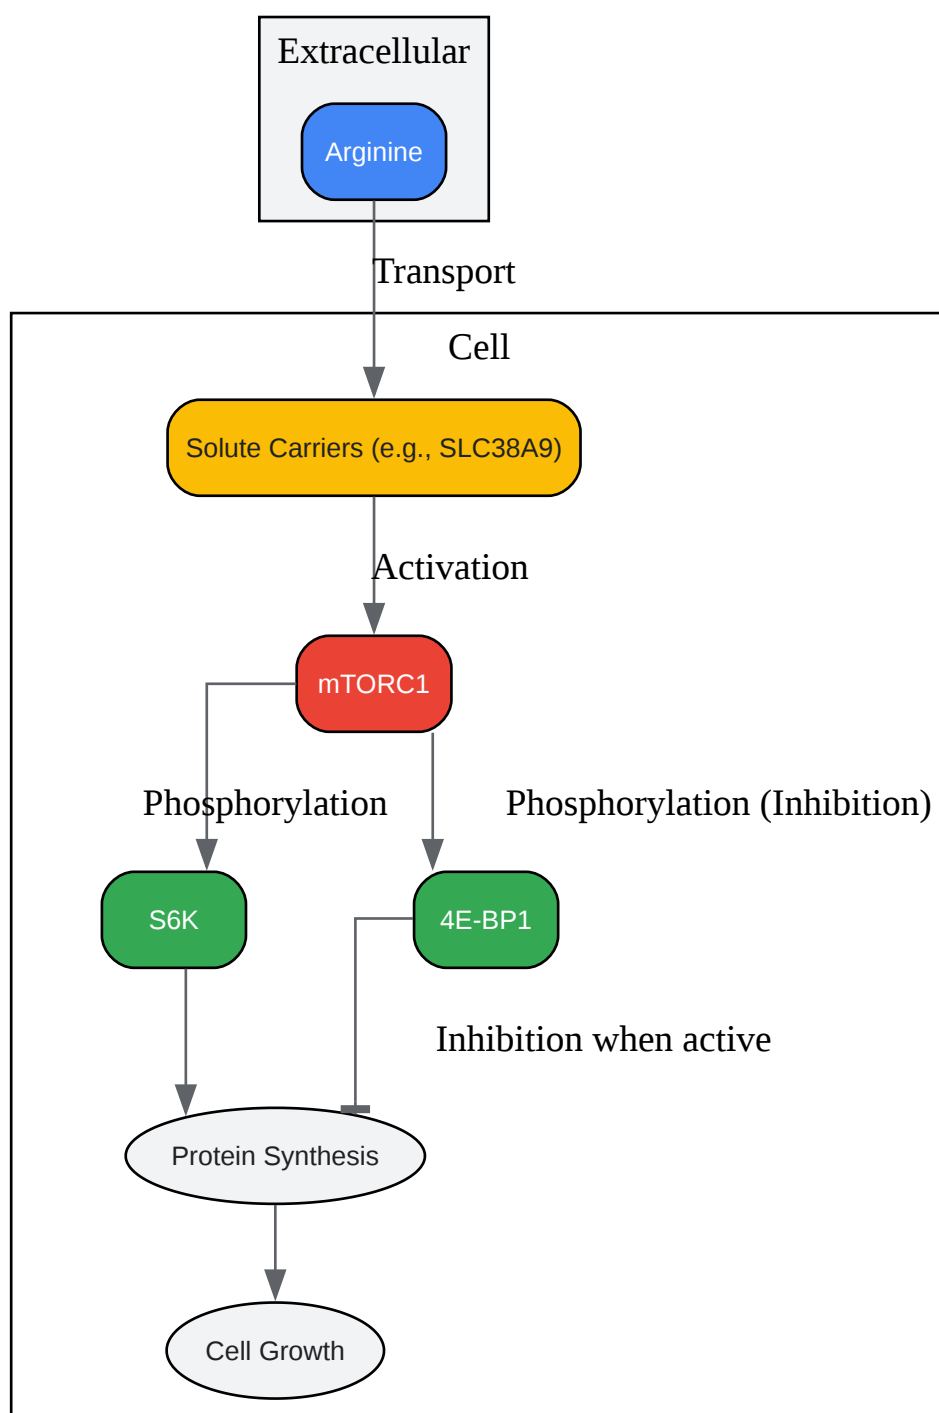 Extracellular
Arginine
Transport
Cell
Solute Carriers (e.g., SLC38A9)
Activation
mTORC1
Phosphorylation
Phosphorylation (Inhibition)
S6K
4E-BP1
Inhibition when active
Protein Synthesis
Cell Growth